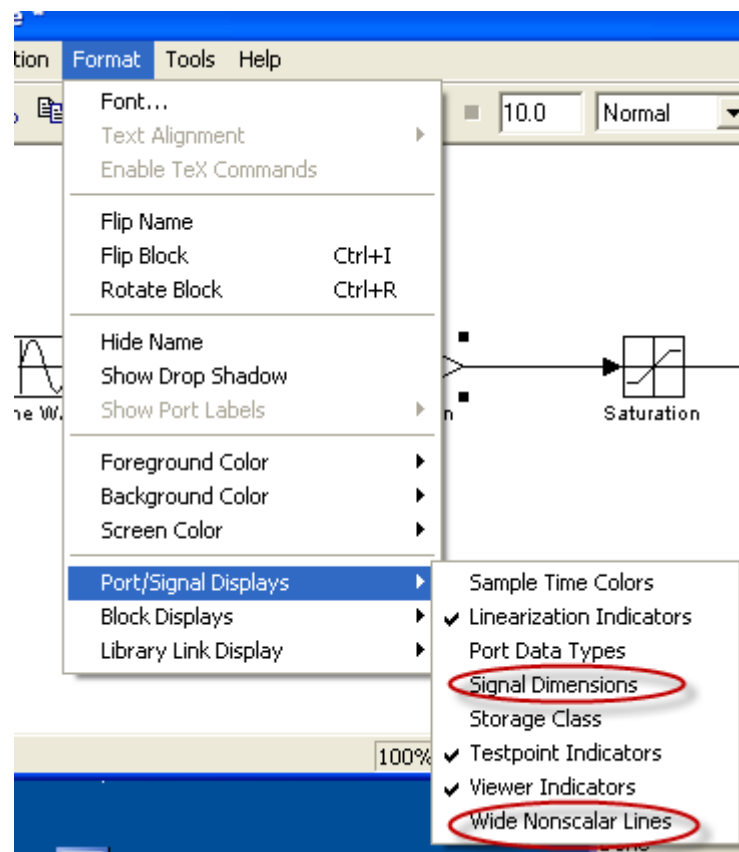 Format Tools Help
Font...
10.0
Normal
Text Alignment
Enable TeX Commands
Flip Name
Flip Block Ctrl+I
Rotate Block Ctrl+R
Hide Name
Show Drop Shadow
Show Port Labels
Saturation
Foreground Color
Background Color
Screen Color
Port/Signal Displays
Block Displays
Library Link Display
Sample Time Colors
Linearization Indicators
Port Data Types
Signal Dimensions
Storage Class
100%
Testpoint Indicators
Viewer Indicators
Wide Nonscalar Lines